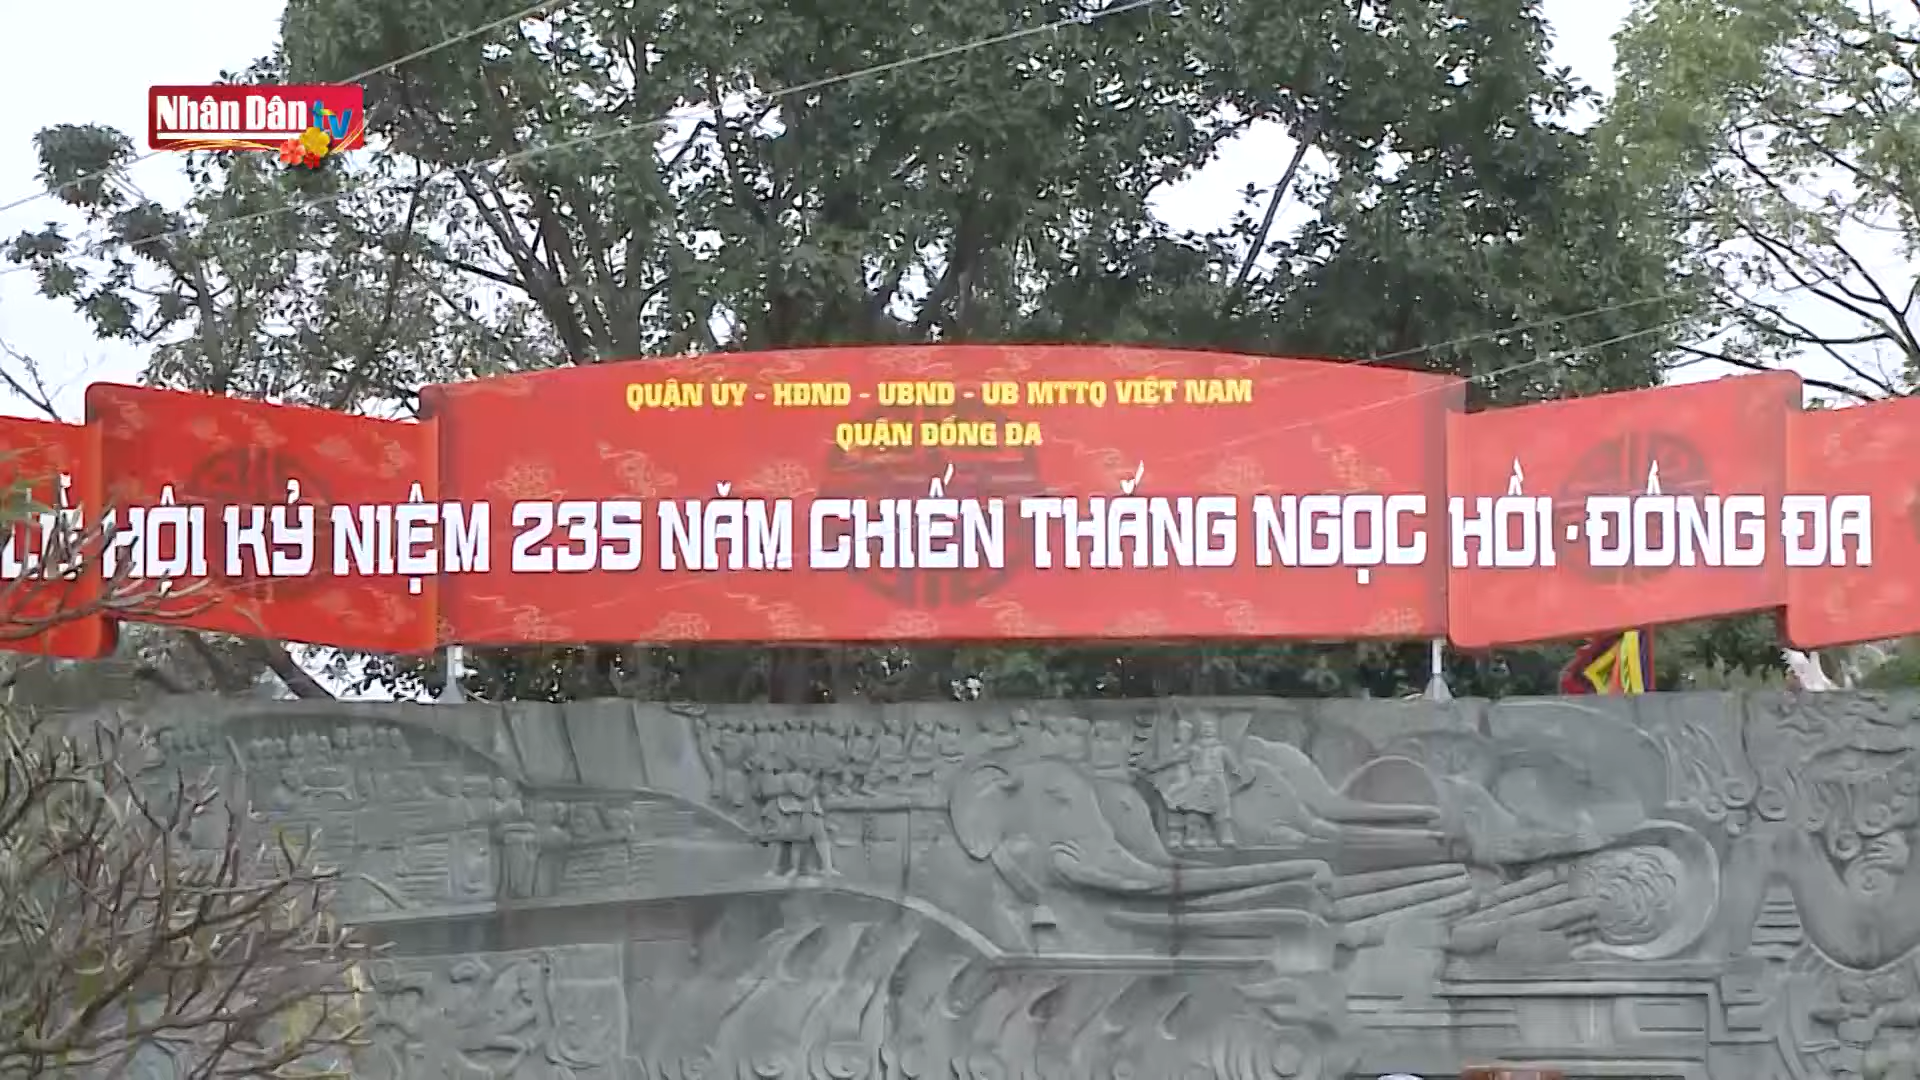 Nhân Dân tv
QUẬN ỦY - HĐND - UBND - UB MTTQ VIỆT NAM
QUẬN ĐỐNG ĐA
LỄ HỘI KỶ NIỆM 235 NĂM CHIẾN THẮNG NGỌC HỒI - ĐỐNG ĐA